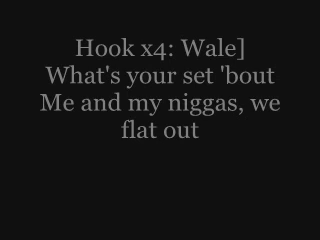 Hook x4: Wale]
What's your set 'bout
Me and my niggas, we
flat out